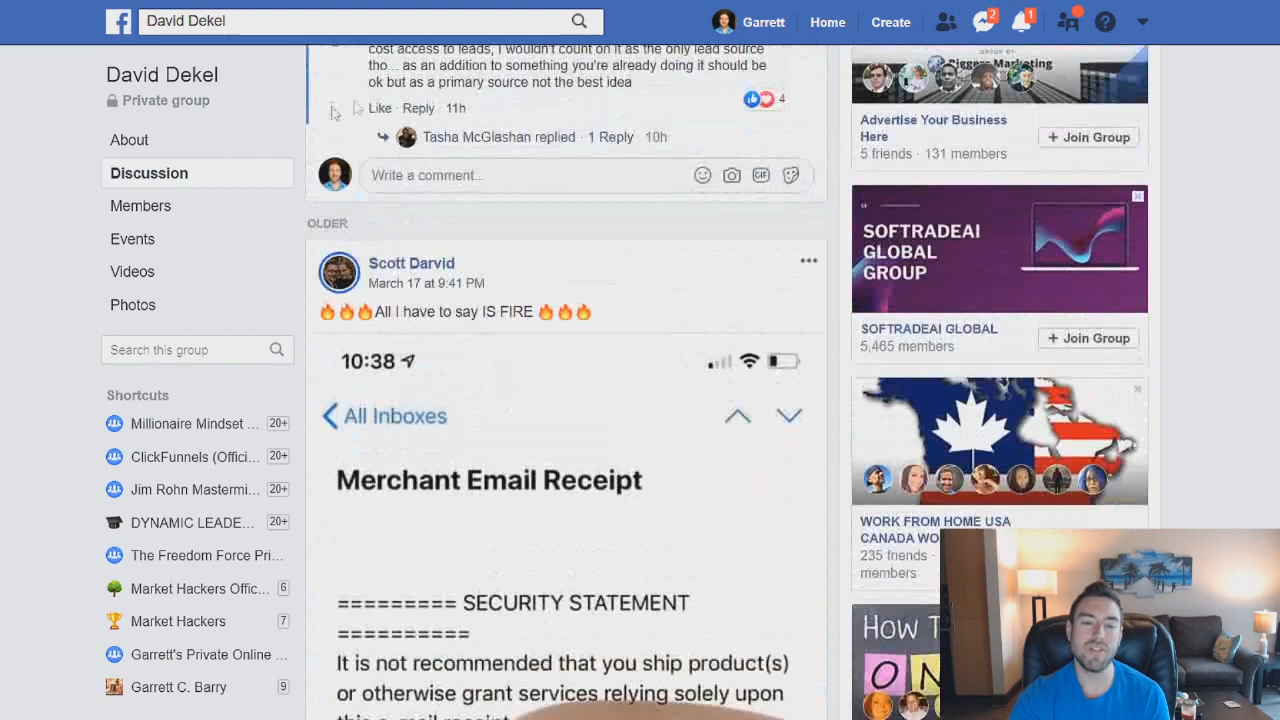 David Dekel
Garrett
Home
Create
2
1
David Dekel
Private group
About
Discussion
Members
Events
Videos
Photos
Search this group
Shortcuts
Millionaire Mindset ... 20+
ClickFunnels (Offici... 20+
Jim Rohn Mastermi... 20+
DYNAMIC LEADE... 20+
The Freedom Force Pri...
Market Hackers Offic... 6
Market Hackers 7
Garrett's Private Online ...
Garrett C. Barry 9
cost access to leads, I wouldn't count on it as the only lead source
tho... as an addition to something you're already doing it should be
ok but as a primary source not the best idea
Like · Reply · 11h
4
Tasha McGlashan replied · 1 Reply · 10h
Write a comment...
GIF
OLDER
Scott Darvid
March 17 at 9:41 PM
🔥🔥🔥All I have to say IS FIRE 🔥🔥🔥
10:38
All Inboxes
Merchant Email Receipt
========= SECURITY STATEMENT
==========
It is not recommended that you ship product(s)
or otherwise grant services relying solely upon
this e-mail receipt
Biggers Marketing
Advertise Your Business
Here
5 friends · 131 members
+ Join Group
SOFTRADEAI
GLOBAL
GROUP
SOFTRADEAI GLOBAL
5,465 members
+ Join Group
WORK FROM HOME USA
CANADA WO
235 friends ·
members
How T
ON